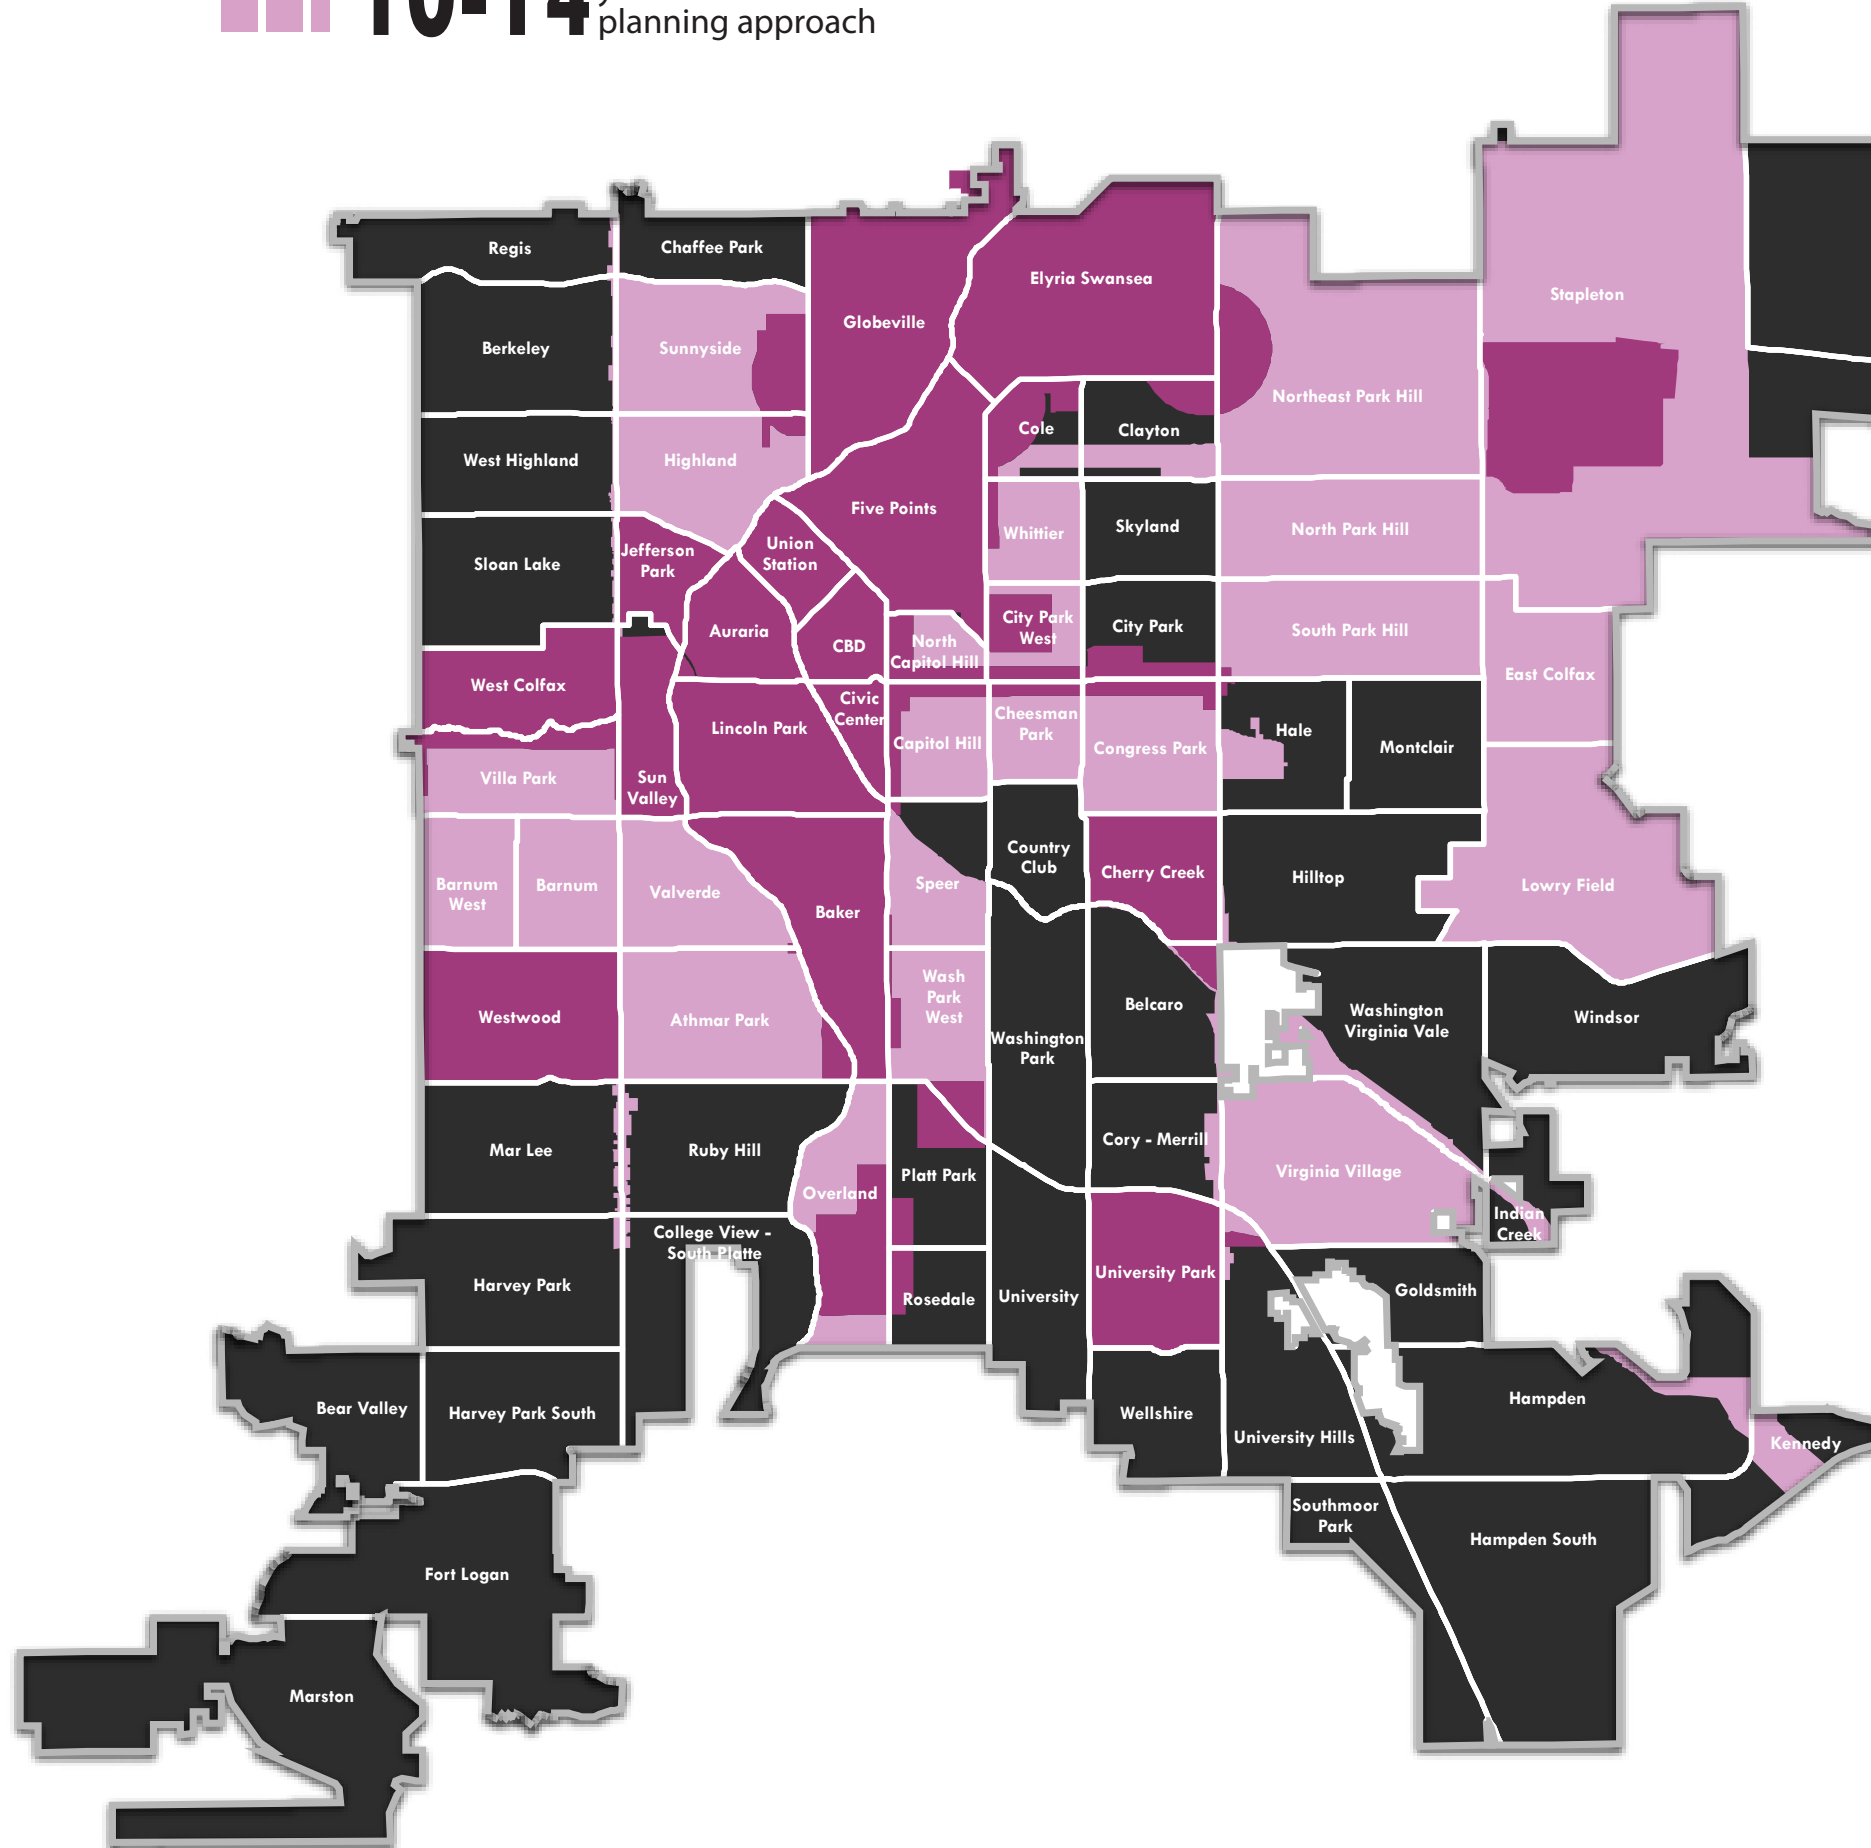 10-14
planning approach
Regis
Chaffee Park
Elyria Swansea
Stapleton
Globeville
Berkeley
Sunnyside
Northeast Park Hill
Cole
Clayton
West Highland
Highland
Five Points
Skyland
North Park Hill
Whittier
Union
Station
Jefferson
Park
Sloan Lake
City Park
West
City Park
South Park Hill
Auraria
CBD
North
Capitol Hill
East Colfax
West Colfax
Civic
Center
Lincoln Park
Cheesman
Park
Capitol Hill
Congress Park
Hale
Montclair
Villa Park
Sun
Valley
Country
Club
Cherry Creek
Hilltop
Lowry Field
Barnum
West
Barnum
Valverde
Speer
Baker
Wash
Park
West
Belcaro
Washington
Virginia Vale
Windsor
Westwood
Athmar Park
Washington
Park
Mar Lee
Ruby Hill
Cory - Merrill
Platt Park
Virginia Village
Overland
Indian
Creek
College View -
South Platte
Harvey Park
University Park
Goldsmith
Rosedale
University
Bear Valley
Harvey Park South
Wellshire
Hampden
University Hills
Kennedy
Southmoor
Park
Hampden South
Fort Logan
Marston